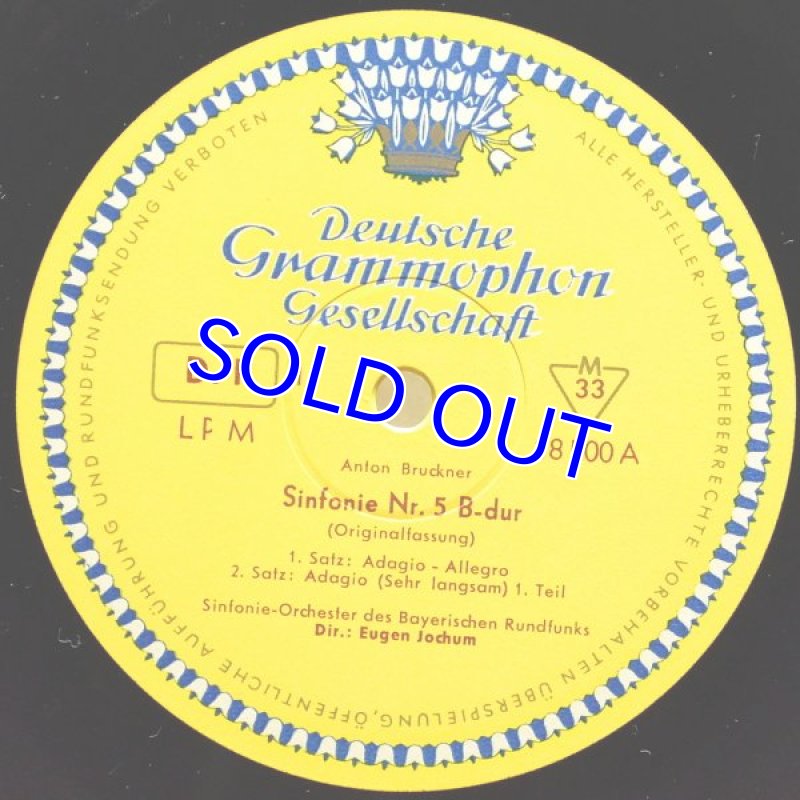 Deutsche
Grammophon
Gesellschaft
ALLE HERSTELLER- UND URHEBERRECHTE VORBEHALTEN ÜBERSPIELUNG, ÖFFENTLICHE AUFFÜHRUNG UND RUNDFUNKSENDUNG VERBOTEN
SOLD OUT
M
33
LPM
A
Anton Bruckner
Sinfonie Nr. 5 B-dur
(Originalfassung)
1. Satz: Adagio – Allegro
2. Satz: Adagio (Sehr langsam) 1. Teil
Sinfonie-Orchester des Bayerischen Rundfunks
Dir.: Eugen Jochum